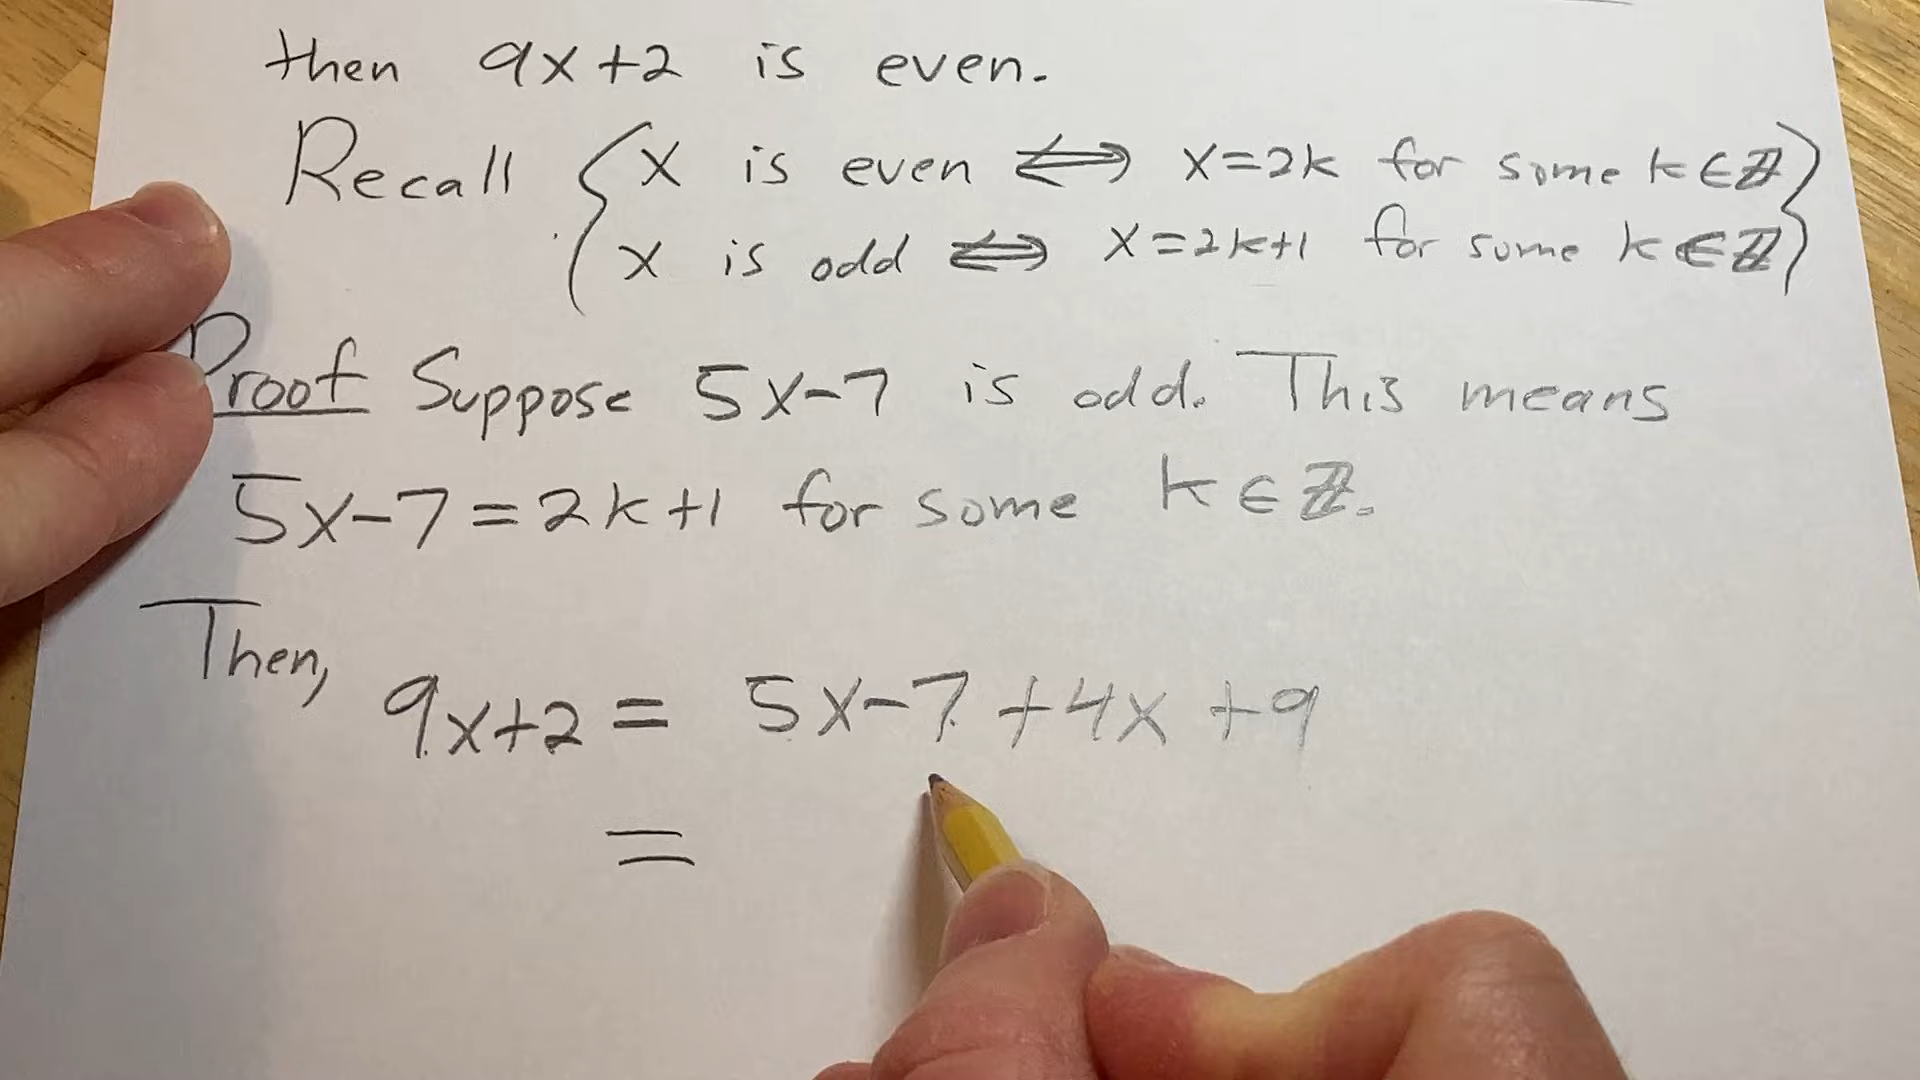 then 9x+2 is even.
Recall { x is even ⟺ x=2k for some k∈ℤ }
x is odd ⟺ x=2k+1 for some k∈ℤ
Proof Suppose 5x-7 is odd. This means
5x-7=2k+1 for some k∈ℤ.
Then,
9x+2 = 5x-7+4x+9
=